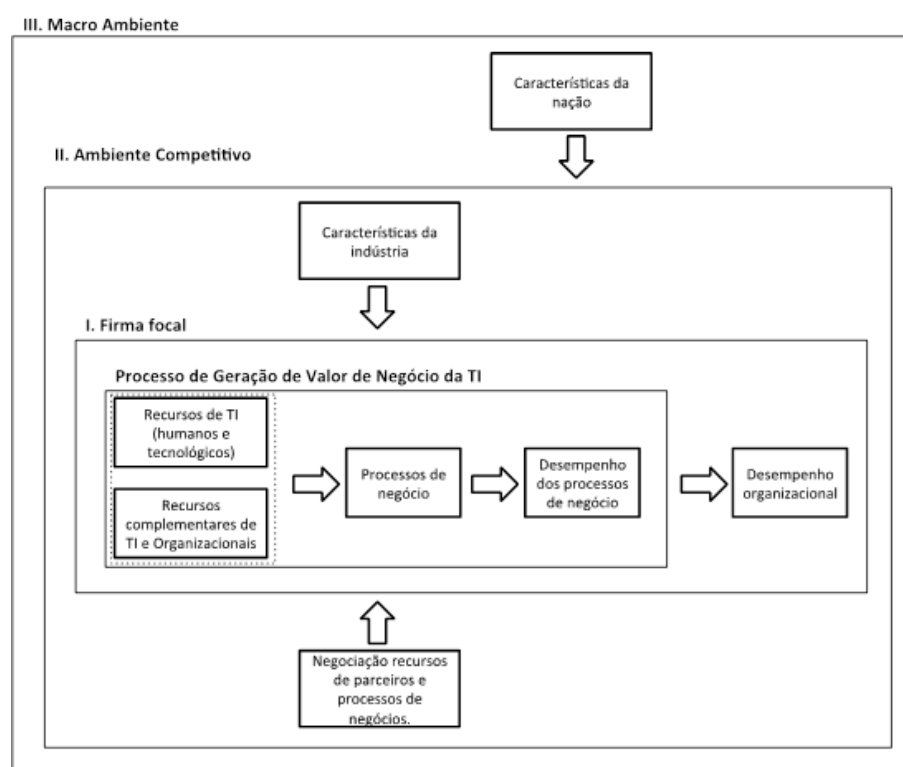 III. Macro Ambiente
Características da
nação
II. Ambiente Competitivo
Características da
indústria
I. Firma focal
Processo de Geração de Valor de Negócio da TI
Recursos de TI
(humanos e
tecnológicos)
Recursos
complementares de
TI e Organizacionais
Processos de
negócio
Desempenho
dos processos
de negócio
Desempenho
organizacional
Negociação recursos
de parceiros e
processos de
negócios.